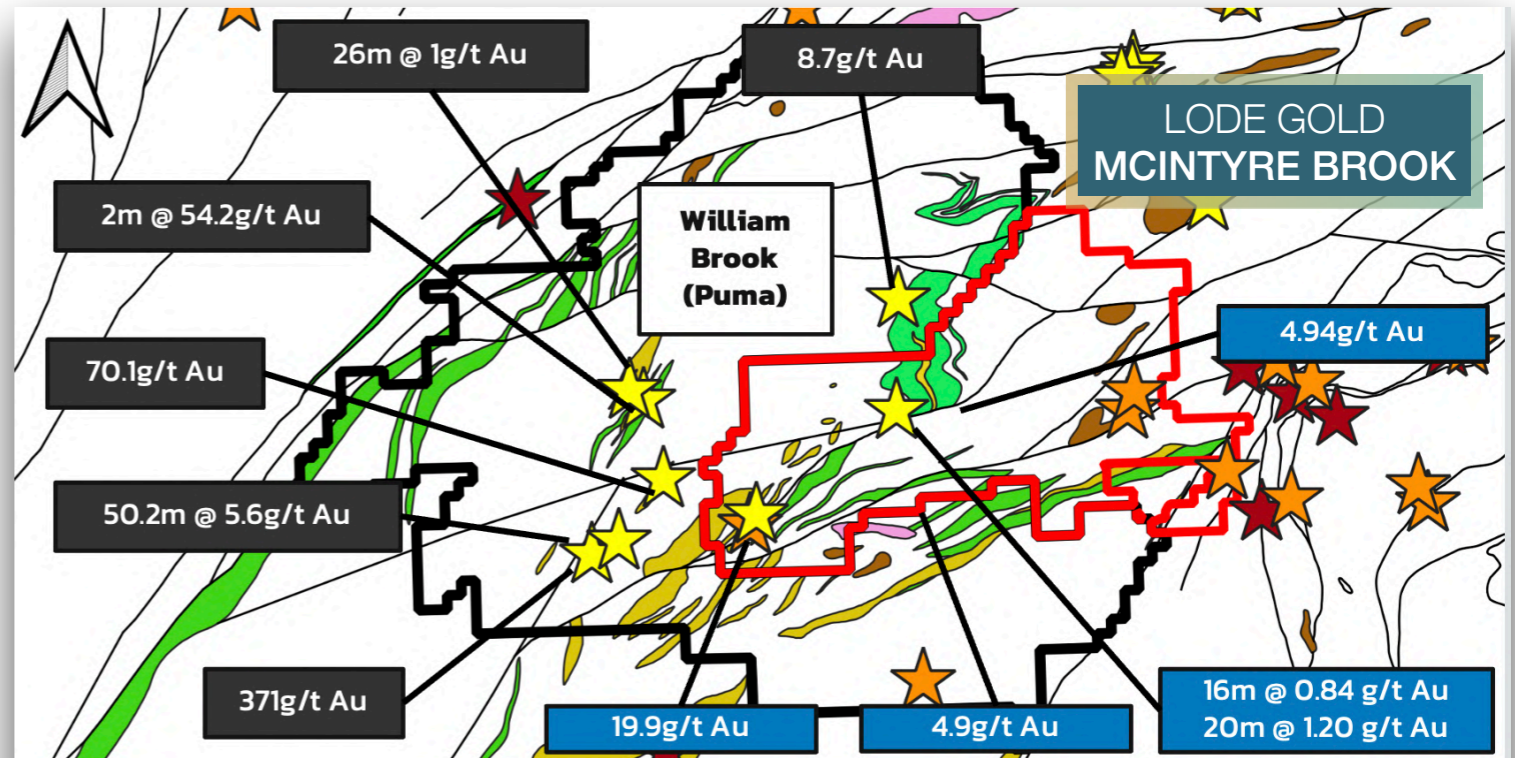 26m @ 1g/t Au
8.7g/t Au
LODE GOLD
MCINTYRE BROOK
2m @ 54.2g/t Au
William
Brook
(Puma)
4.94g/t Au
70.1g/t Au
50.2m @ 5.6g/t Au
371g/t Au
19.9g/t Au
4.9g/t Au
16m @ 0.84 g/t Au
20m @ 1.20 g/t Au